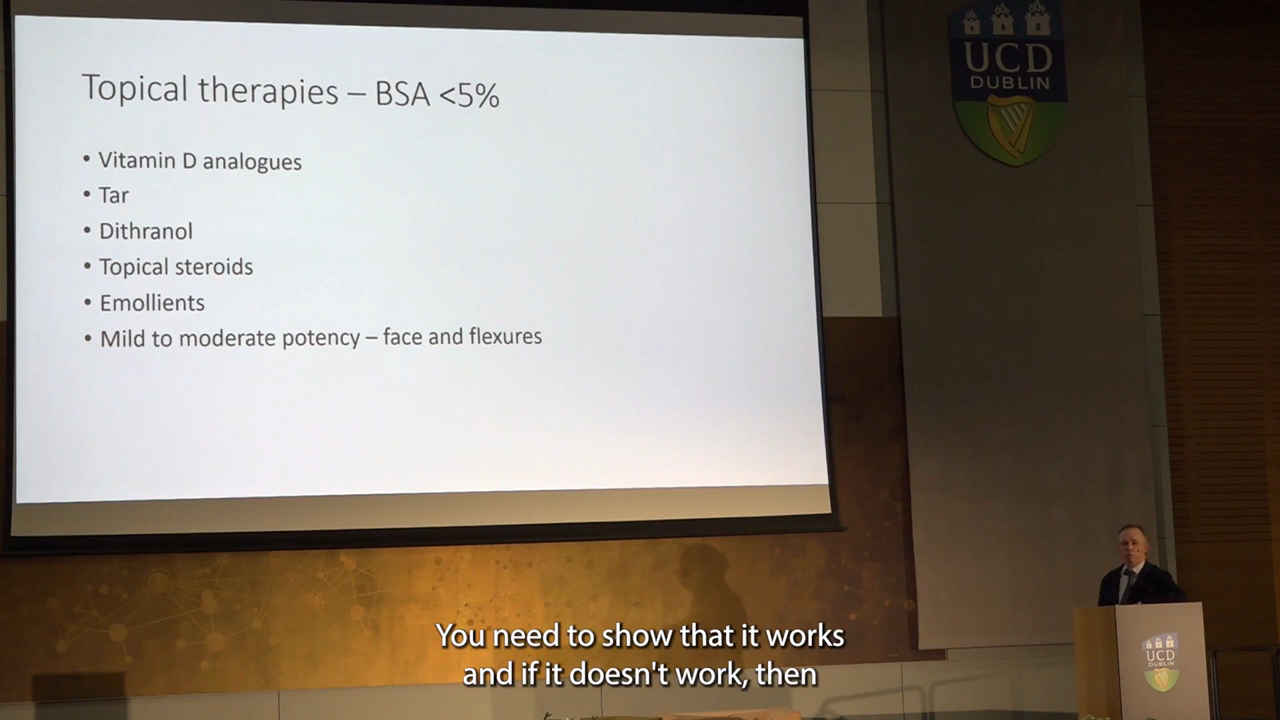 Topical therapies – BSA <5%
• Vitamin D analogues
• Tar
• Dithranol
• Topical steroids
• Emollients
• Mild to moderate potency – face and flexures
UCD
DUBLIN
UCD
DUBLIN
You need to show that it works
and if it doesn't work, then